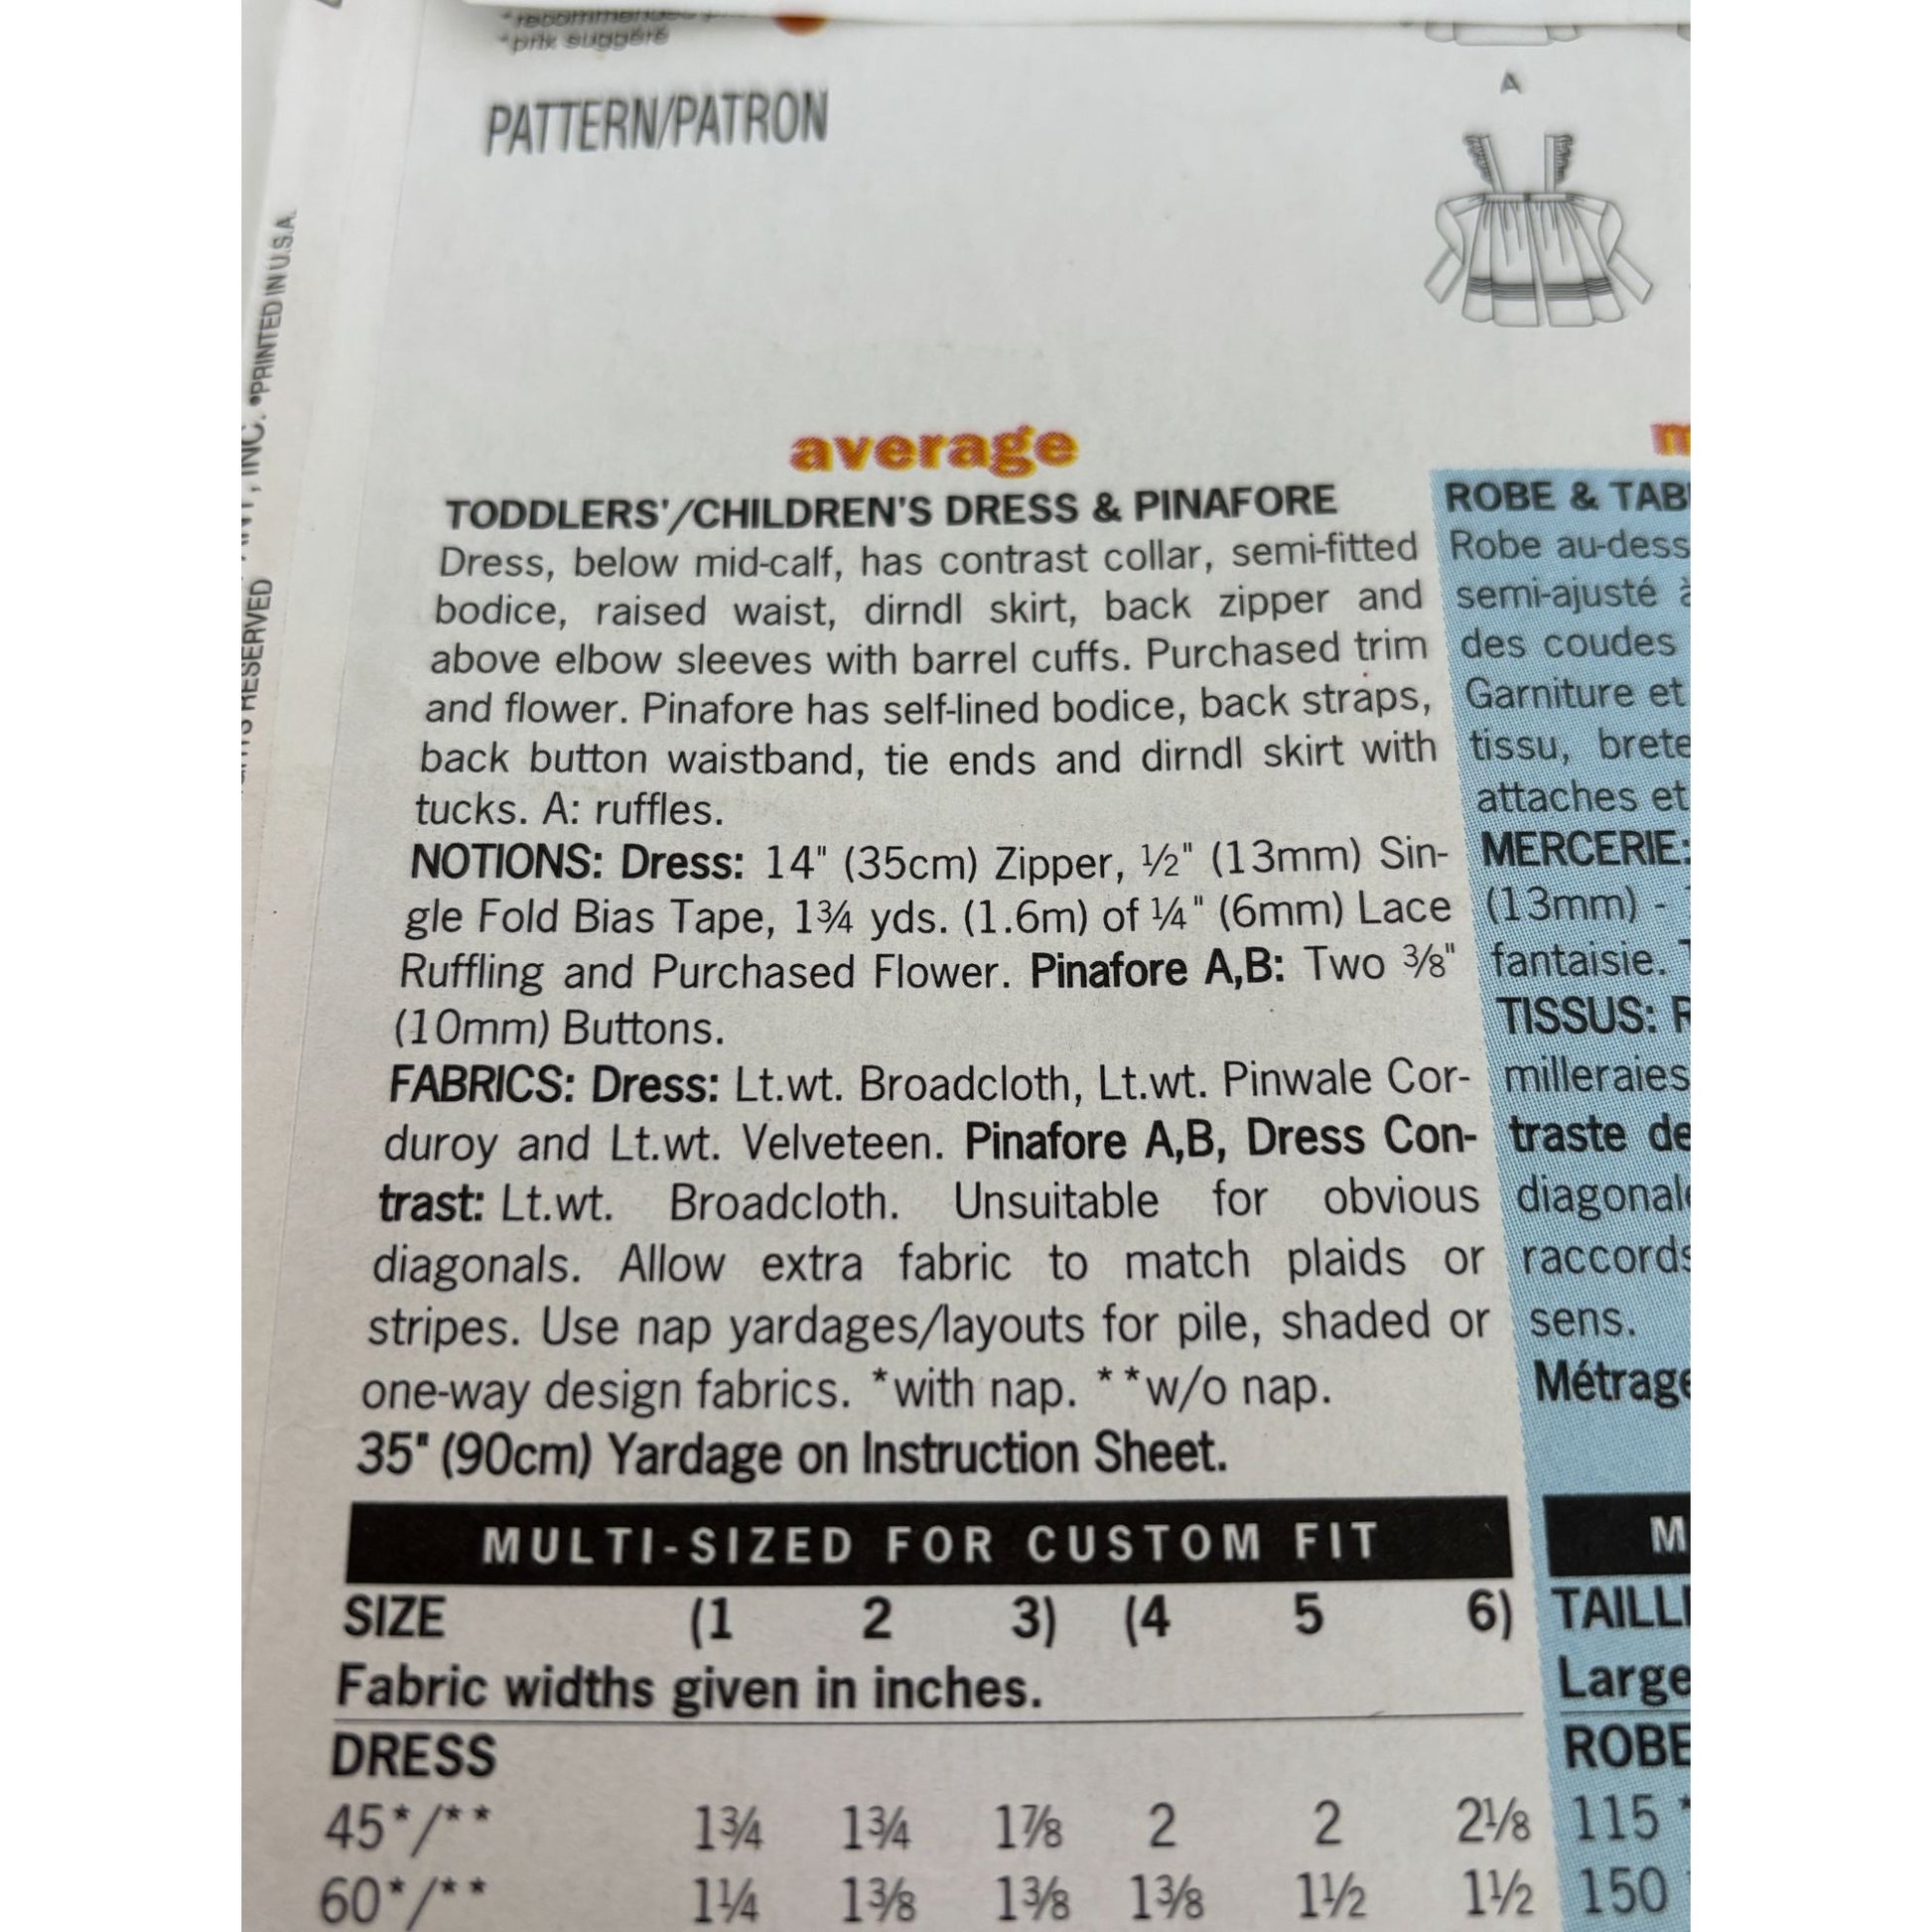 *prix suggéré
PATTERN/PATRON
A
INC. •PRINTED IN U.S.A.
RESERVED
average
TODDLERS'/CHILDREN'S DRESS & PINAFORE
Dress, below mid-calf, has contrast collar, semi-fitted
bodice, raised waist, dirndl skirt, back zipper and
above elbow sleeves with barrel cuffs. Purchased trim
and flower. Pinafore has self-lined bodice, back straps,
back button waistband, tie ends and dirndl skirt with
tucks. A: ruffles.
NOTIONS: Dress: 14" (35cm) Zipper, ½" (13mm) Sin-
gle Fold Bias Tape, 1¾ yds. (1.6m) of ¼" (6mm) Lace
Ruffling and Purchased Flower. Pinafore A,B: Two ⅜"
(10mm) Buttons.
FABRICS: Dress: Lt.wt. Broadcloth, Lt.wt. Pinwale Cor-
duroy and Lt.wt. Velveteen. Pinafore A,B, Dress Con-
trast: Lt.wt. Broadcloth. Unsuitable for obvious
diagonals. Allow extra fabric to match plaids or
stripes. Use nap yardages/layouts for pile, shaded or
one-way design fabrics. *with nap. **w/o nap.
35" (90cm) Yardage on Instruction Sheet.
MULTI-SIZED FOR CUSTOM FIT
SIZE (1 2 3) (4 5 6)
Fabric widths given in inches.
DRESS
45*/** 1¾ 1¾ 1⅞ 2 2 2⅛
60*/** 1¼ 1⅜ 1⅜ 1⅜ 1½ 1½
ROBE & TAB
Robe au-dess
semi-ajusté à
des coudes
Garniture et
tissu, brete
attaches et
MERCERIE:
(13mm) -
fantaisie.
TISSUS: R
milleraies
traste de
diagonale
raccords
sens.
Métrage
M
TAILL
Large
ROBE
115
150